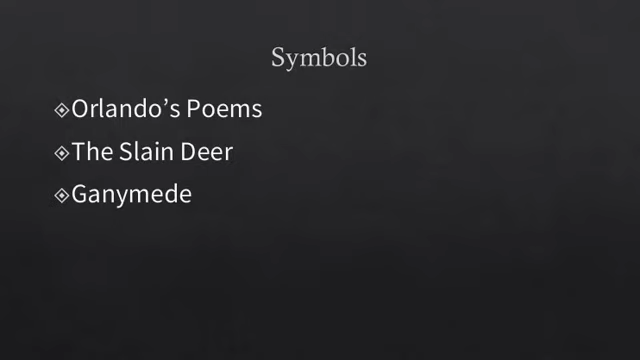 Symbols
Orlando’s Poems
The Slain Deer
Ganymede